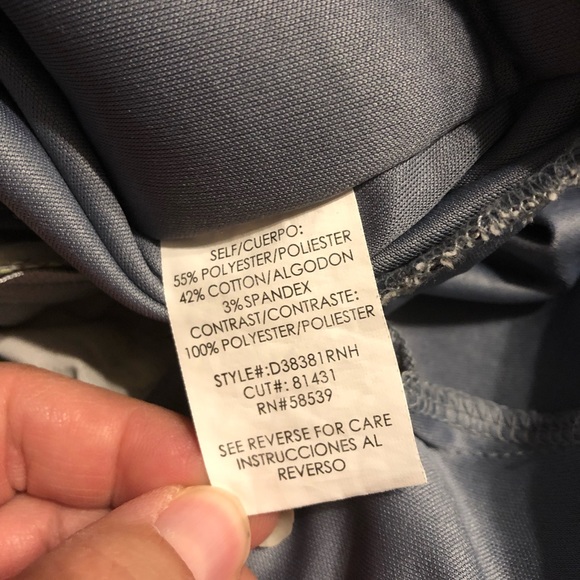 SELF/CUERPO:
55% POLYESTER/POLIESTER
42% COTTON/ALGODON
3% SPANDEX
CONTRAST/CONTRASTE:
100% POLYESTER/POLIESTER
STYLE#:D38381RNH
CUT#: 81431
RN#58539
SEE REVERSE FOR CARE
INSTRUCCIONES AL
REVERSO